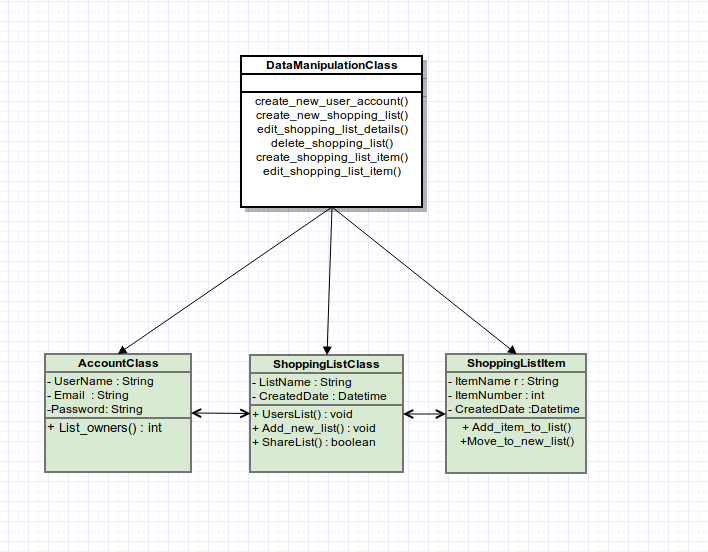 DataManipulationClass
create_new_user_account()
create_new_shopping_list()
edit_shopping_list_details()
delete_shopping_list()
create_shopping_list_item()
edit_shopping_list_item()
AccountClass
- UserName : String
- Email : String
-Password: String
+ List_owners() : int
ShoppingListClass
- ListName : String
- CreatedDate : Datetime
+ UsersList() : void
+ Add_new_list() : void
+ ShareList() : boolean
ShoppingListItem
- ItemName r : String
- ItemNumber : int
- CreatedDate :Datetime
+ Add_item_to_list()
+Move_to_new_list()